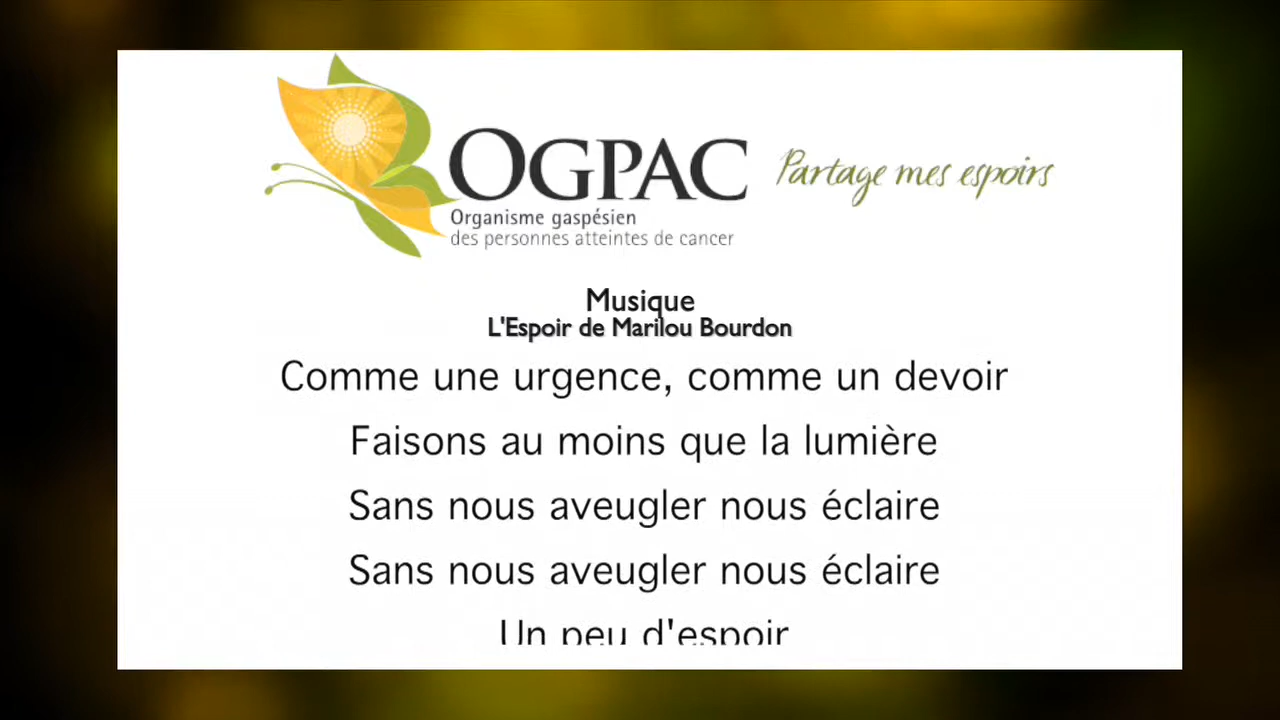 OGPAC
Partage mes espoirs
Organisme gaspésien
des personnes atteintes de cancer
Musique
L'Espoir de Marilou Bourdon
Comme une urgence, comme un devoir
Faisons au moins que la lumière
Sans nous aveugler nous éclaire
Sans nous aveugler nous éclaire
Un peu d'espoir